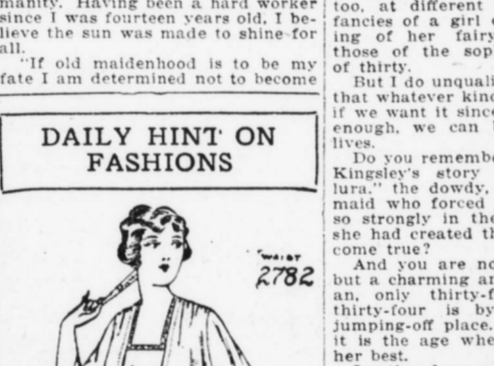 manity. Having been a hard worker
since I was fourteen years old, I be-
lieve the sun was made to shine for
all.
"If old maidenhood is to be my
fate I am determined not to become
DAILY HINT ON
FASHIONS
WAIST
2782
too, at different
fancies of a girl
ing of her fairy
those of the sop
of thirty.
But I do unquali
that whatever kind
if we want it since
enough, we can
lives.
Do you remembe
Kingsley's story
lura," the dowdy,
maid who forced
so strongly in the
she had created th
come true?
And you are no
but a charming an
an, only thirty-f
thirty-four is by
jumping-off place.
it is the age whe
her best.